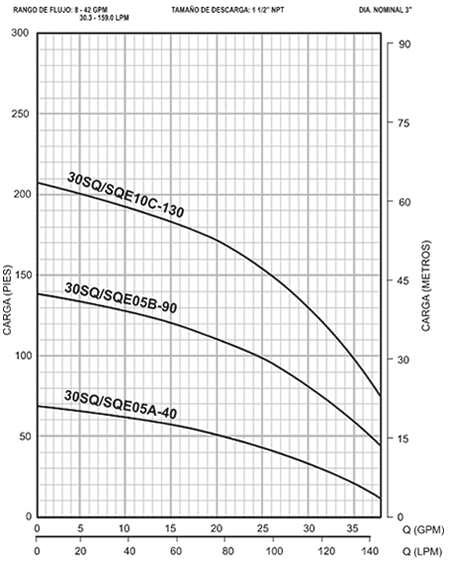 RANGO DE FLUJO: 8 - 42 GPM
30.3 - 159.0 LPM
TAMAÑO DE DESCARGA: 1 1/2" NPT
DIA. NOMINAL 3"
300
250
200
150
100
50
0
CARGA (PIES)
90
75
60
45
30
15
0
CARGA (METROS)
30SQ/SQE10C-130
30SQ/SQE05B-90
30SQ/SQE05A-40
0 5 10 15 20 25 30 35 Q (GPM)
0 20 40 60 80 100 120 140 Q (LPM)